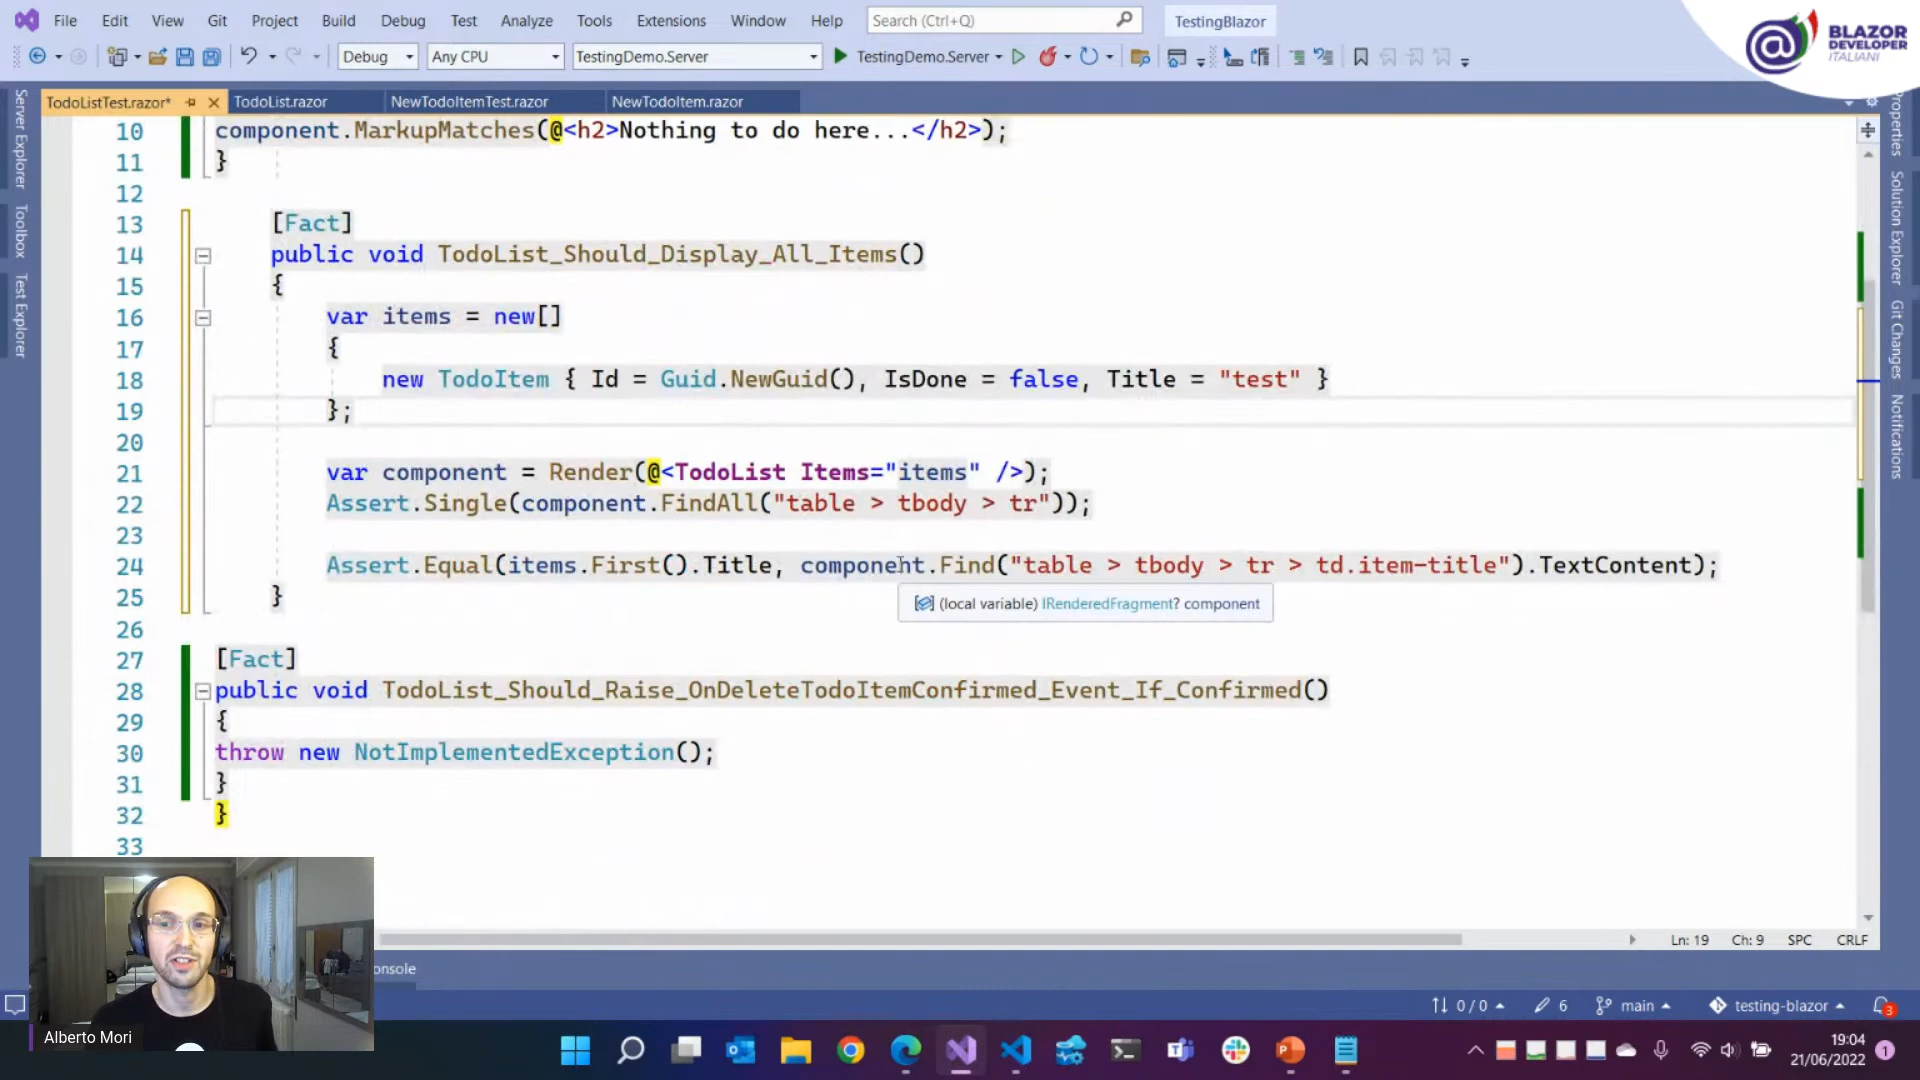 File Edit View Git Project Build Debug Test Analyze Tools Extensions Window Help Search (Ctrl+Q) TestingBlazor
BLAZOR
DEVELOPER
ITALIANI
Debug Any CPU TestingDemo.Server TestingDemo.Server
TodoListTest.razor* TodoList.razor NewTodoItemTest.razor NewTodoItem.razor
Server Explorer
Toolbox
Test Explorer
Properties
Solution Explorer
Git Changes
Notifications
10 component.MarkupMatches(@<h2>Nothing to do here...</h2>);
11 }
12
13 [Fact]
14 public void TodoList_Should_Display_All_Items()
15 {
16 var items = new[]
17 {
18 new TodoItem { Id = Guid.NewGuid(), IsDone = false, Title = "test" }
19 };
20
21 var component = Render(@<TodoList Items="items" />);
22 Assert.Single(component.FindAll("table > tbody > tr"));
23
24 Assert.Equal(items.First().Title, component.Find("table > tbody > tr > td.item-title").TextContent);
(local variable) IRenderedFragment? component
25 }
26
27 [Fact]
28 public void TodoList_Should_Raise_OnDeleteTodoItemConfirmed_Event_If_Confirmed()
29 {
30 throw new NotImplementedException();
31 }
32 }
33
Ln: 19 Ch: 9 SPC CRLF
onsole
0 / 0 6 main testing-blazor 3
Alberto Mori
19:04
21/06/2022
1